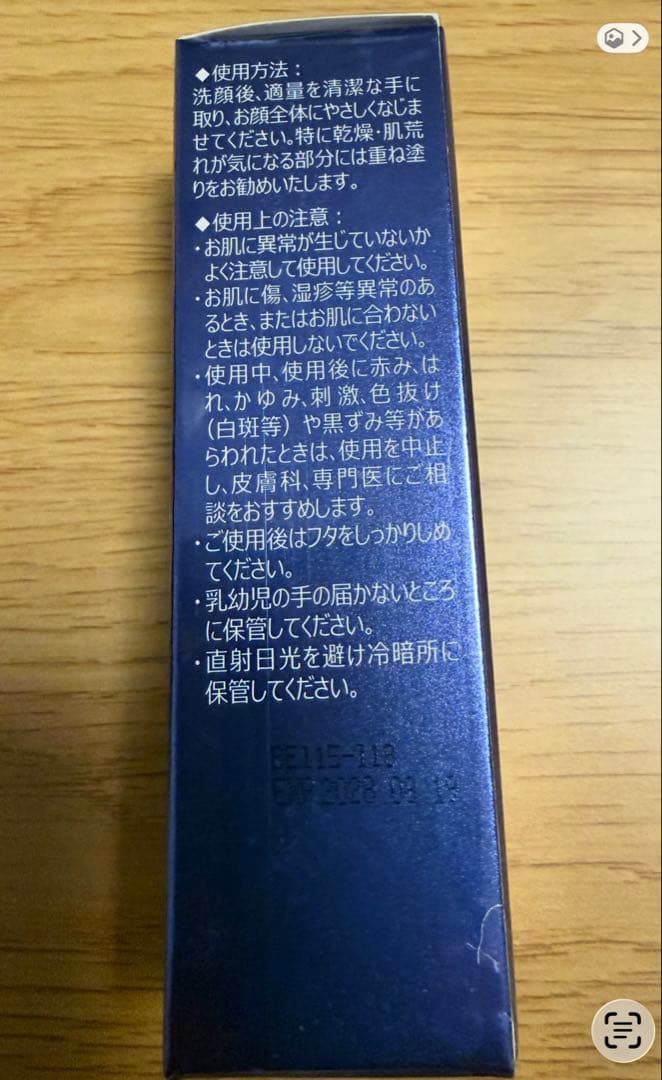 ◆使用方法：
洗顔後、適量を清潔な手に
取り、お顔全体にやさしくなじま
せてください。特に乾燥・肌荒
れが気になる部分には重ね塗
りをお勧めいたします。
◆使用上の注意：
・お肌に異常が生じていないか
よく注意して使用してください。
・お肌に傷、湿疹等異常のあ
るとき、またはお肌に合わない
ときは使用しないでください。
・使用中、使用後に赤み、は
れ、かゆみ、刺激、色抜け
（白斑等）や黒ずみ等があ
らわれたときは、使用を中止
し、皮膚科、専門医にご相
談をおすすめします。
・ご使用後はフタをしっかりしめ
てください。
・乳幼児の手の届かないところ
に保管してください。
・直射日光を避け冷暗所に
保管してください。
EXP 2028